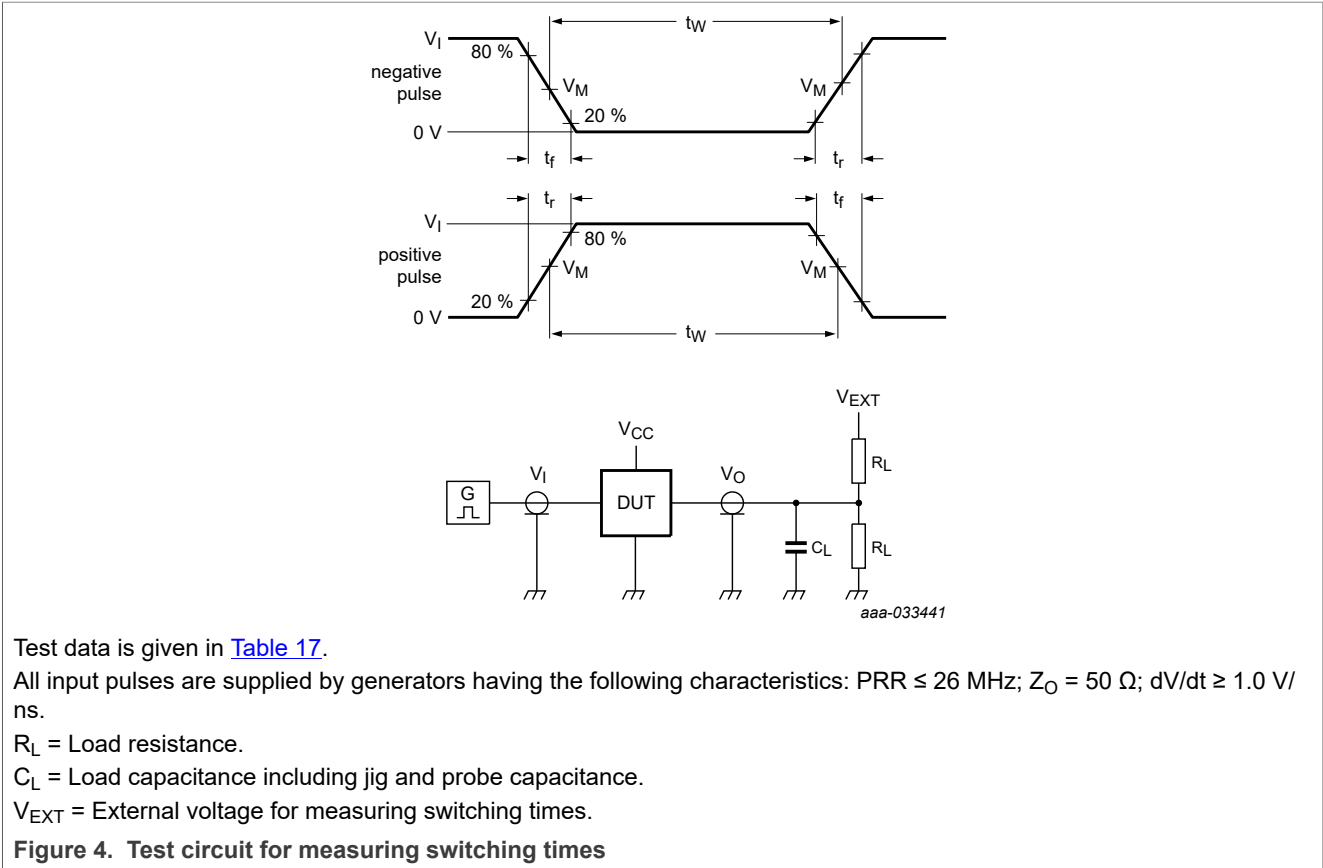 tW
VI
80 %
negative
pulse
VM
VM
20 %
0 V
tf
tr
tr
tf
VI
80 %
positive
pulse
VM
VM
20 %
0 V
tW
VEXT
VCC
RL
VI
VO
G
DUT
CL
RL
aaa-033441
Test data is given in Table 17.
All input pulses are supplied by generators having the following characteristics: PRR ≤ 26 MHz; ZO = 50 Ω; dV/dt ≥ 1.0 V/
ns.
RL = Load resistance.
CL = Load capacitance including jig and probe capacitance.
VEXT = External voltage for measuring switching times.
Figure 4. Test circuit for measuring switching times